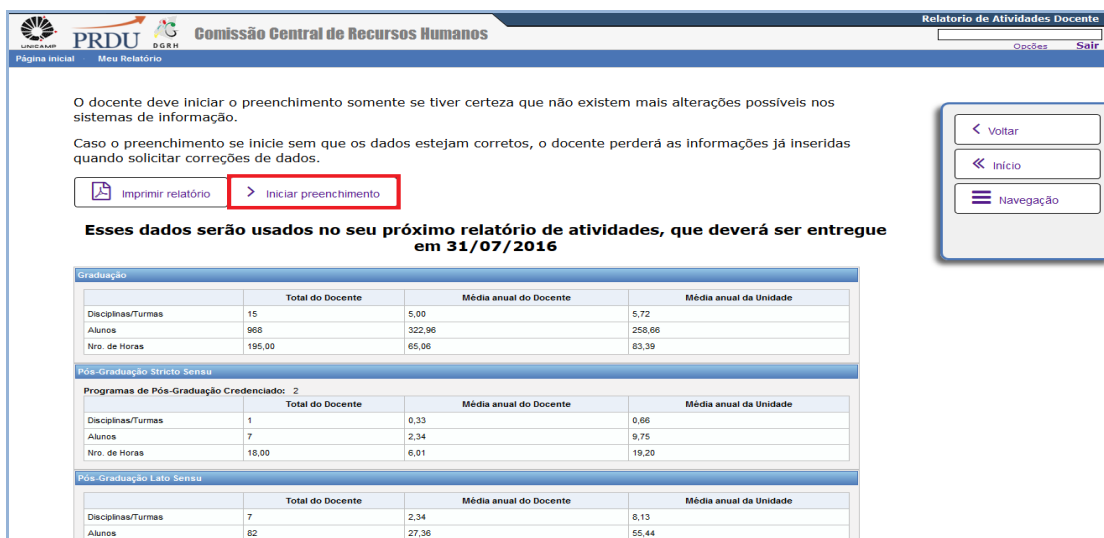 Relatorio de Atividades Docente
UNICAMP PRDU DGRH Comissão Central de Recursos Humanos
Opções Sair
Página inicial Meu Relatório
O docente deve iniciar o preenchimento somente se tiver certeza que não existem mais alterações possíveis nos
sistemas de informação.
Caso o preenchimento se inicie sem que os dados estejam corretos, o docente perderá as informações já inseridas
quando solicitar correções de dados.
Imprimir relatório > Iniciar preenchimento
< Voltar
« Início
Navegação
Esses dados serão usados no seu próximo relatório de atividades, que deverá ser entregue
em 31/07/2016
Graduação
Total do Docente Média anual do Docente Média anual da Unidade
Disciplinas/Turmas 15 5,00 5,72
Alunos 968 322,96 258,66
Nro. de Horas 195,00 65,06 83,39
Pós-Graduação Stricto Sensu
Programas de Pós-Graduação Credenciado: 2
Total do Docente Média anual do Docente Média anual da Unidade
Disciplinas/Turmas 1 0,33 0,66
Alunos 7 2,34 9,75
Nro. de Horas 18,00 6,01 19,20
Pós-Graduação Lato Sensu
Total do Docente Média anual do Docente Média anual da Unidade
Disciplinas/Turmas 7 2,34 8,13
Alunos 82 27,36 55,44